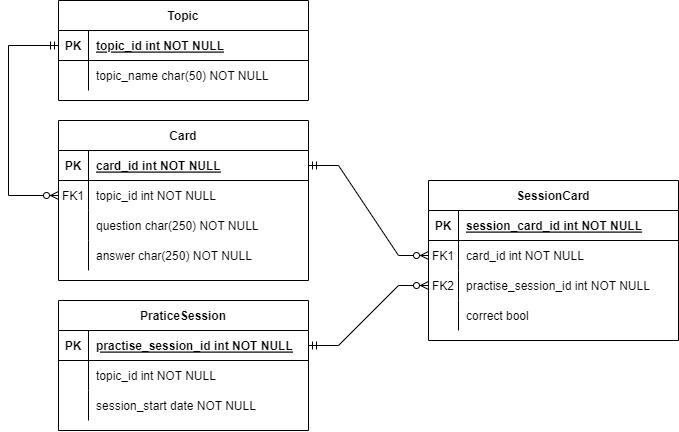 Topic
PK topic_id int NOT NULL
topic_name char(50) NOT NULL
Card
PK card_id int NOT NULL
FK1 topic_id int NOT NULL
question char(250) NOT NULL
answer char(250) NOT NULL
PraticeSession
PK practise_session_id int NOT NULL
topic_id int NOT NULL
session_start date NOT NULL
SessionCard
PK session_card_id int NOT NULL
FK1 card_id int NOT NULL
FK2 practise_session_id int NOT NULL
correct bool